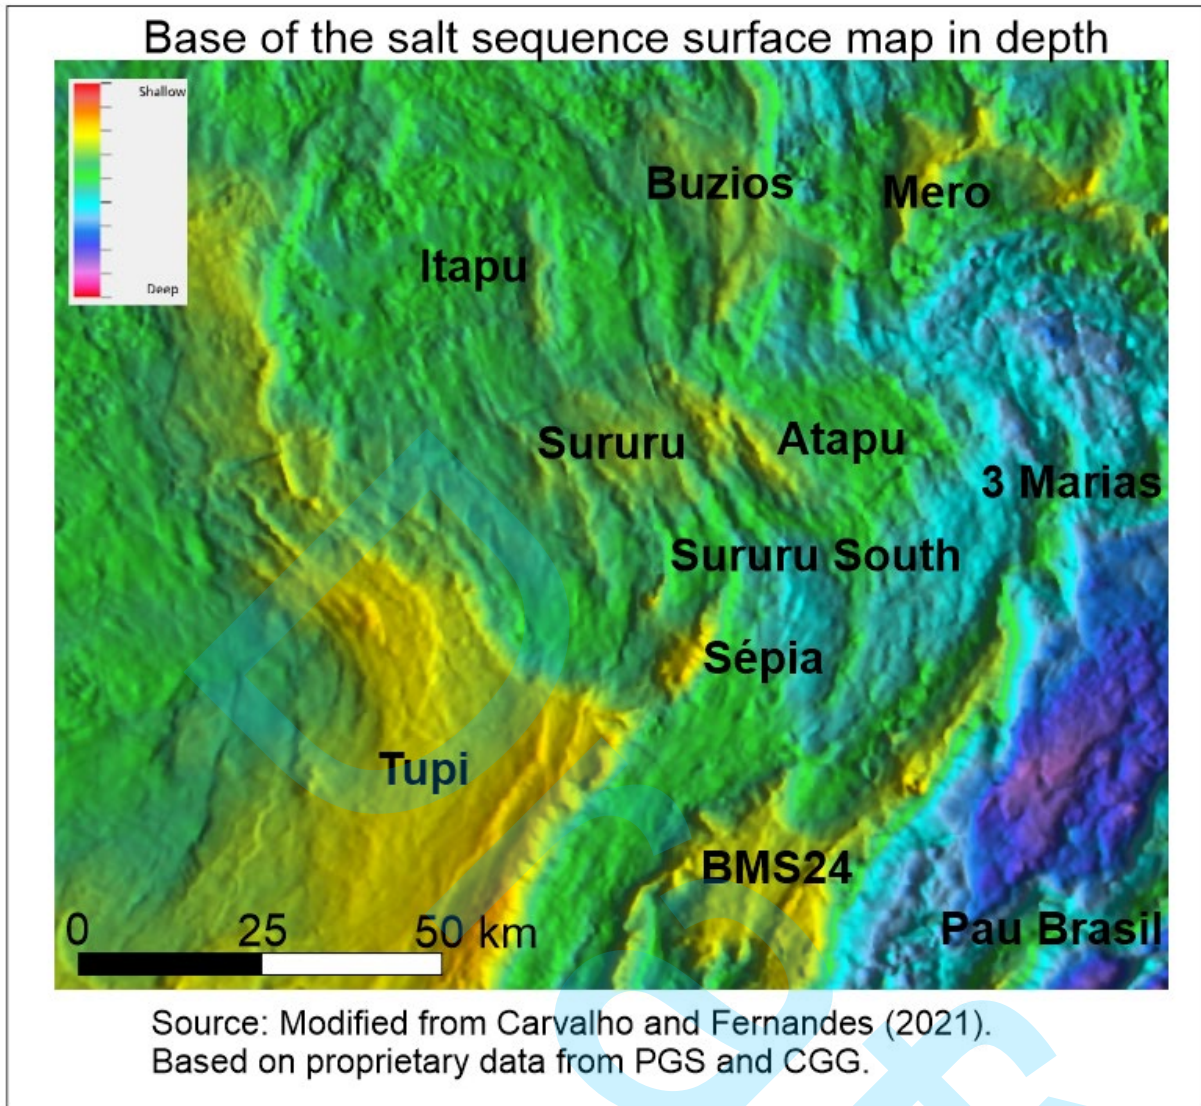 Base of the salt sequence surface map in depth
Shallow
Deep
Buzios
Mero
Itapu
Sururu
Atapu
3 Marias
Sururu South
Sépia
Tupi
BMS24
Pau Brasil
0 25 50 km
Source: Modified from Carvalho and Fernandes (2021).
Based on proprietary data from PGS and CGG.